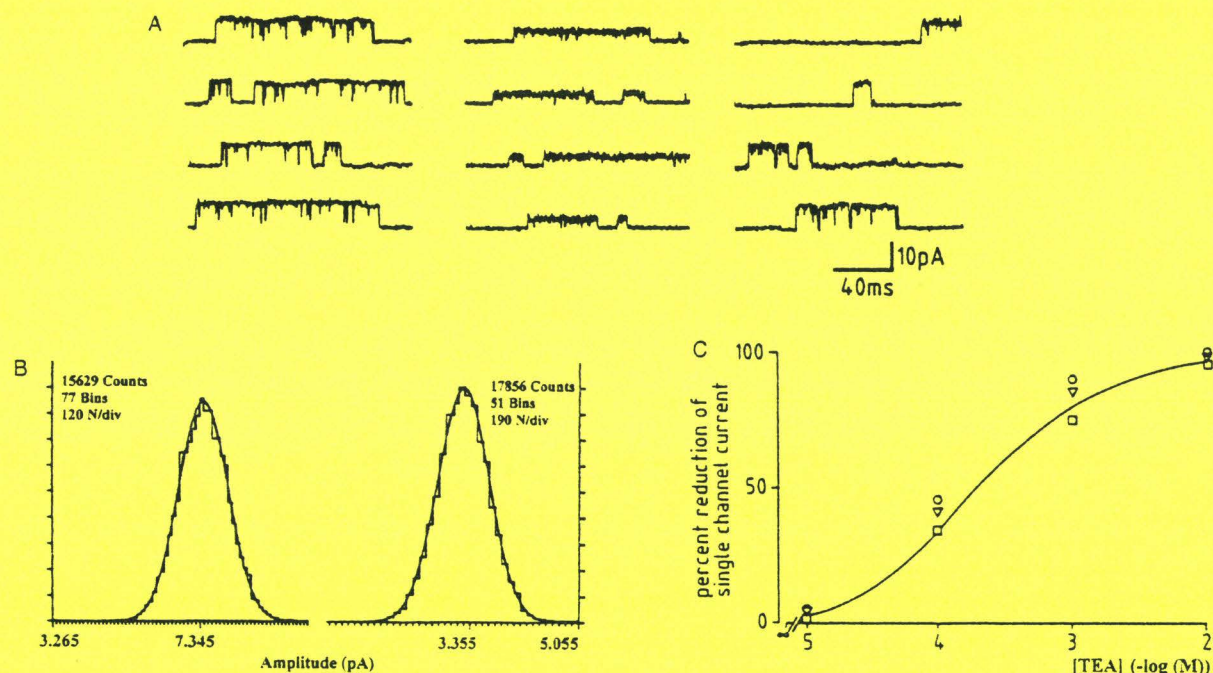 A
10pA
40ms
B
15629 Counts
77 Bins
120 N/div
17856 Counts
51 Bins
190 N/div
3.265
7.345
3.355
5.055
Amplitude (pA)
C
percent reduction of
single channel current
100
50
0
5
4
3
2
[TEA] (-log (M))